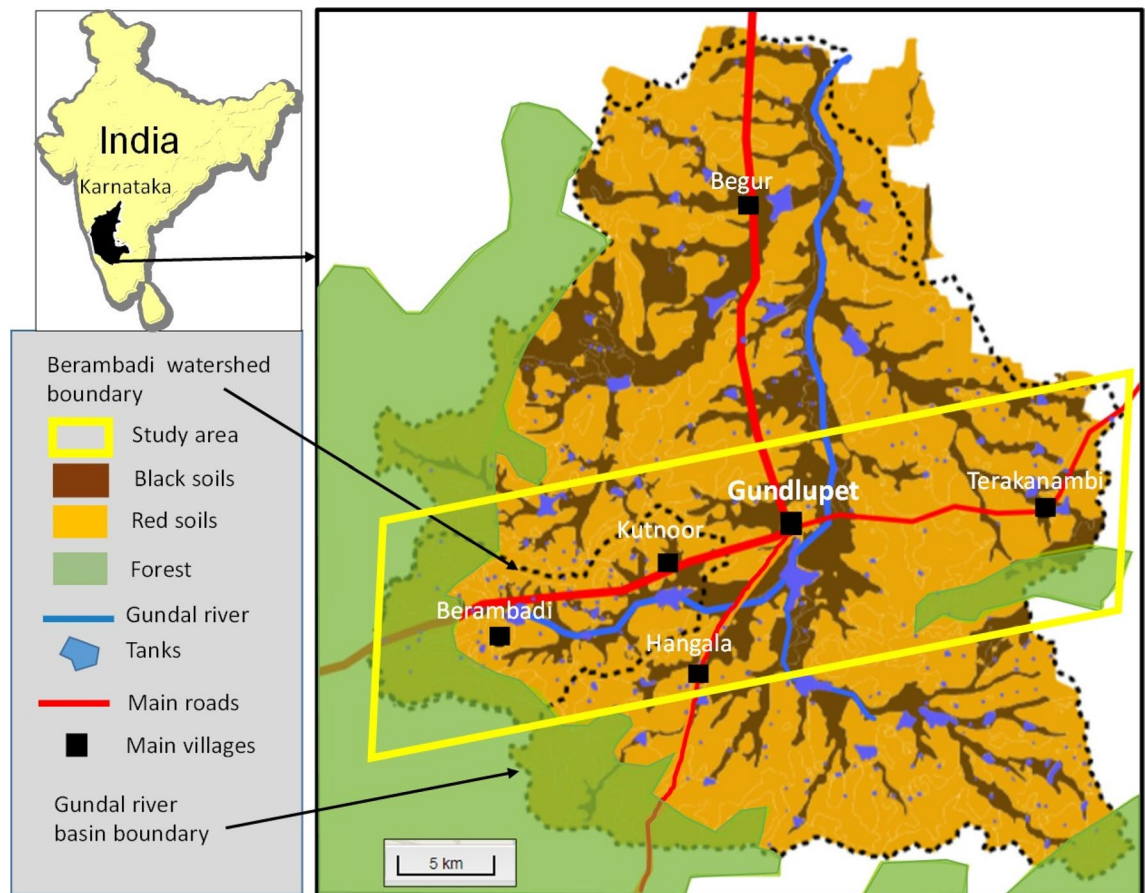 India
Karnataka
Berambadi watershed
boundary
Study area
Black soils
Red soils
Forest
Gundal river
Tanks
Main roads
Main villages
Gundal river
basin boundary
Begur
Gundlupet
Terakanambi
Kutnoor
Berambadi
Hangala
5 km